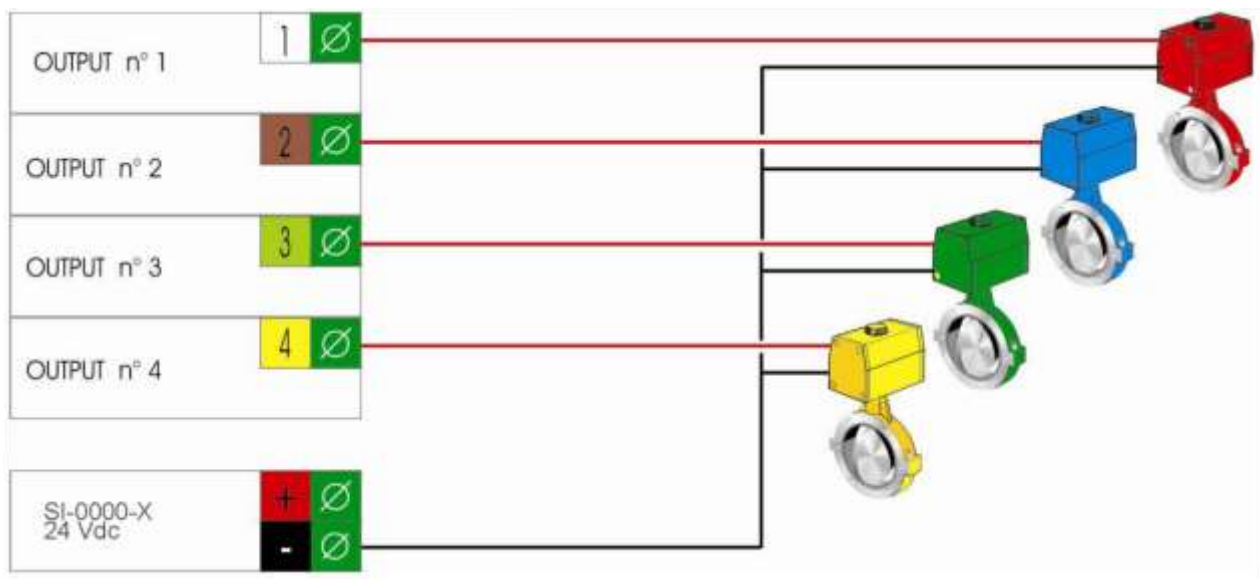 OUTPUT n° 1
1
OUTPUT n° 2
2
OUTPUT n° 3
3
OUTPUT n° 4
4
SI-0000-X
24 Vdc
+
-